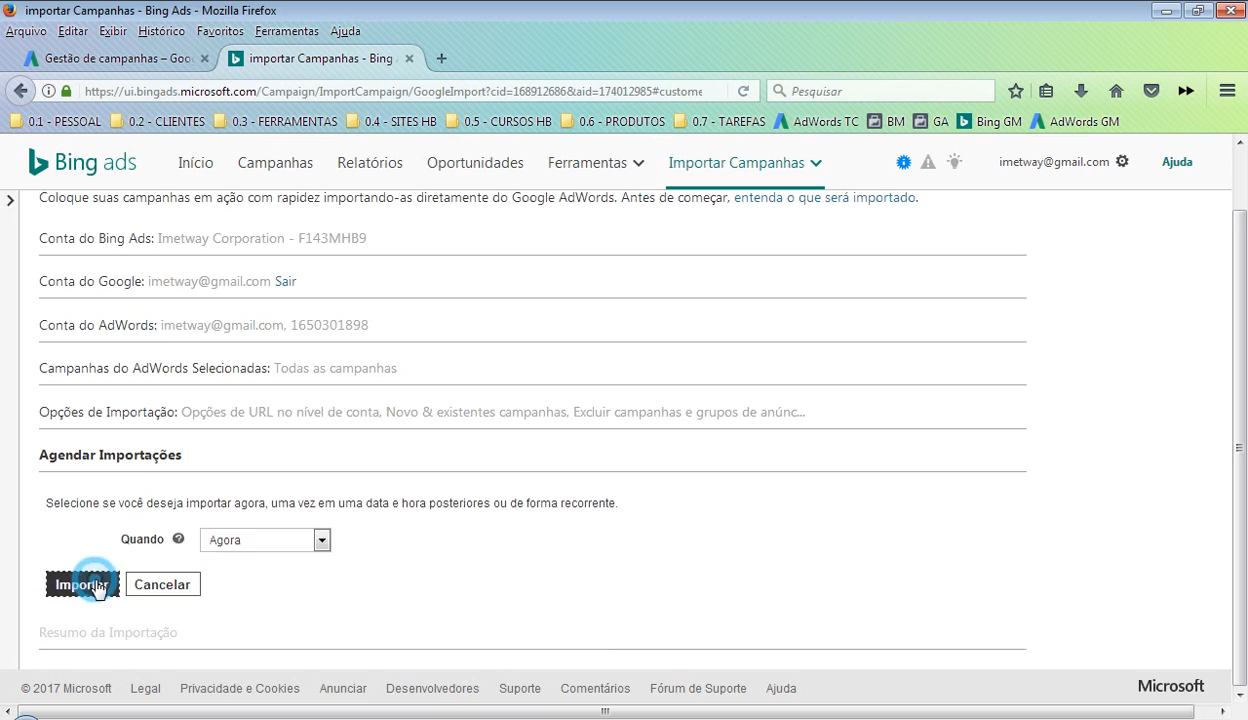 importar Campanhas - Bing Ads - Mozilla Firefox
Arquivo Editar Exibir Histórico Favoritos Ferramentas Ajuda
Gestão de campanhas – Goo
importar Campanhas - Bing A
https://ui.bingads.microsoft.com/Campaign/ImportCampaign/GoogleImport?cid=168912686&aid=174012985#custome
Pesquisar
0.1 - PESSOAL 0.2 - CLIENTES 0.3 - FERRAMENTAS 0.4 - SITES HB 0.5 - CURSOS HB 0.6 - PRODUTOS 0.7 - TAREFAS AdWords TC BM GA Bing GM AdWords GM
Bing ads Início Campanhas Relatórios Oportunidades Ferramentas Importar Campanhas imetway@gmail.com Ajuda
Coloque suas campanhas em ação com rapidez importando-as diretamente do Google AdWords. Antes de começar, entenda o que será importado.
Conta do Bing Ads: Imetway Corporation - F143MHB9
Conta do Google: imetway@gmail.com Sair
Conta do AdWords: imetway@gmail.com, 1650301898
Campanhas do AdWords Selecionadas: Todas as campanhas
Opções de Importação: Opções de URL no nível de conta, Novo & existentes campanhas, Excluir campanhas e grupos de anúnc...
Agendar Importações
Selecione se você deseja importar agora, uma vez em uma data e hora posteriores ou de forma recorrente.
Quando ? Agora
Importar Cancelar
Resumo da Importação
© 2017 Microsoft Legal Privacidade e Cookies Anunciar Desenvolvedores Suporte Comentários Fórum de Suporte Ajuda Microsoft